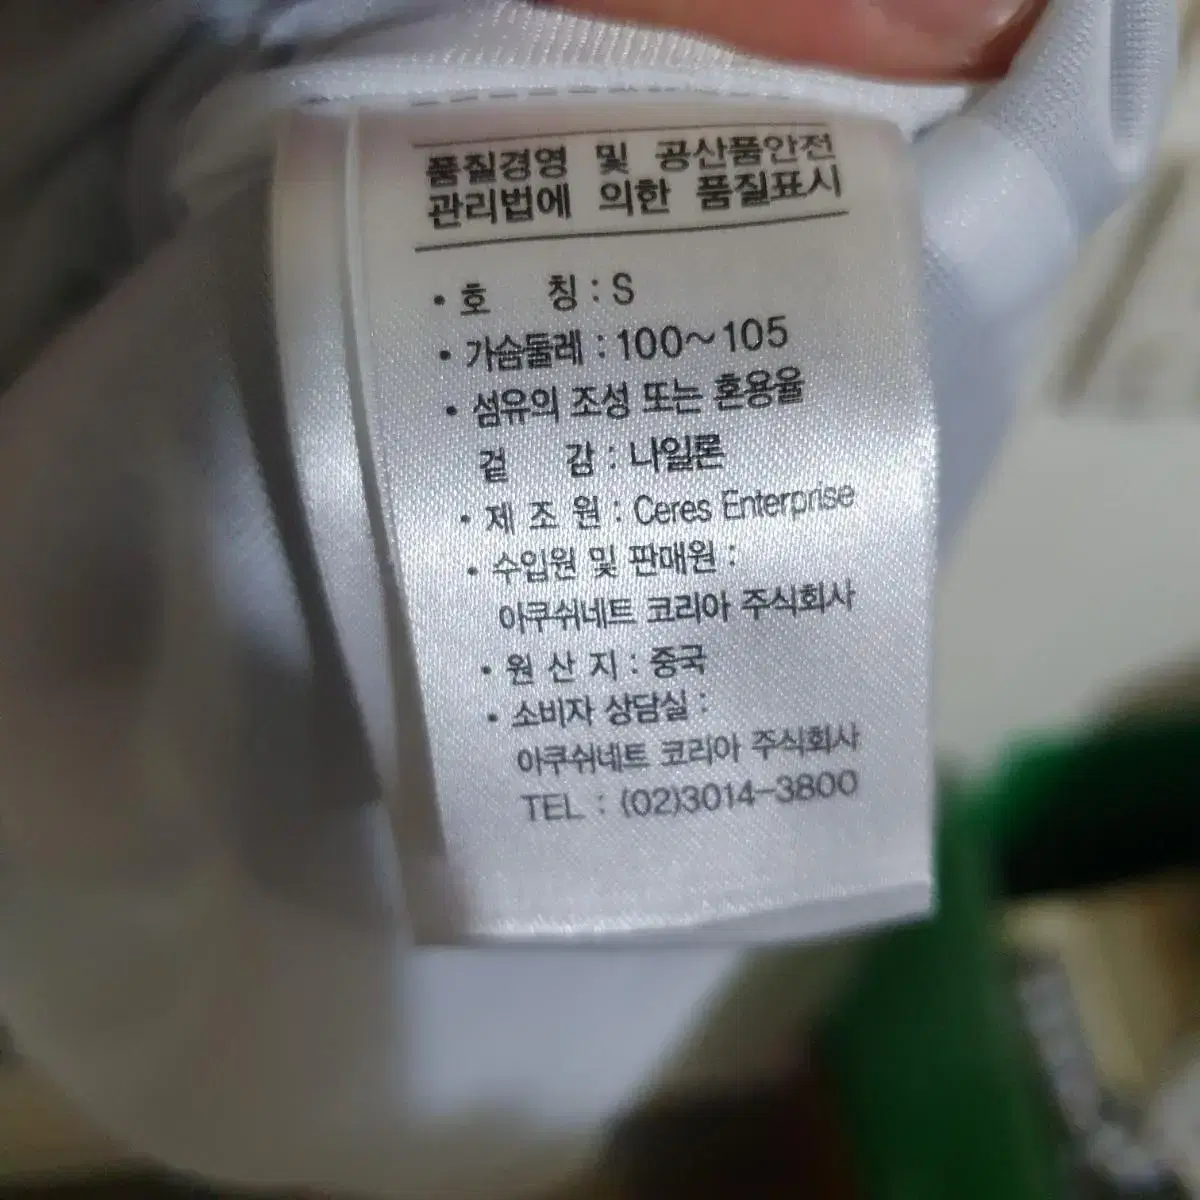 품질경영 및 공산품안전
관리법에 의한 품질표시
• 호 칭 : S
• 가슴둘레 : 100~105
• 섬유의 조성 또는 혼용율
겉 감 : 나일론
• 제 조 원 : Ceres Enterprise
• 수입원 및 판매원 :
아쿠쉬네트 코리아 주식회사
• 원 산 지 : 중국
• 소비자 상담실 :
아쿠쉬네트 코리아 주식회사
TEL : (02)3014-3800